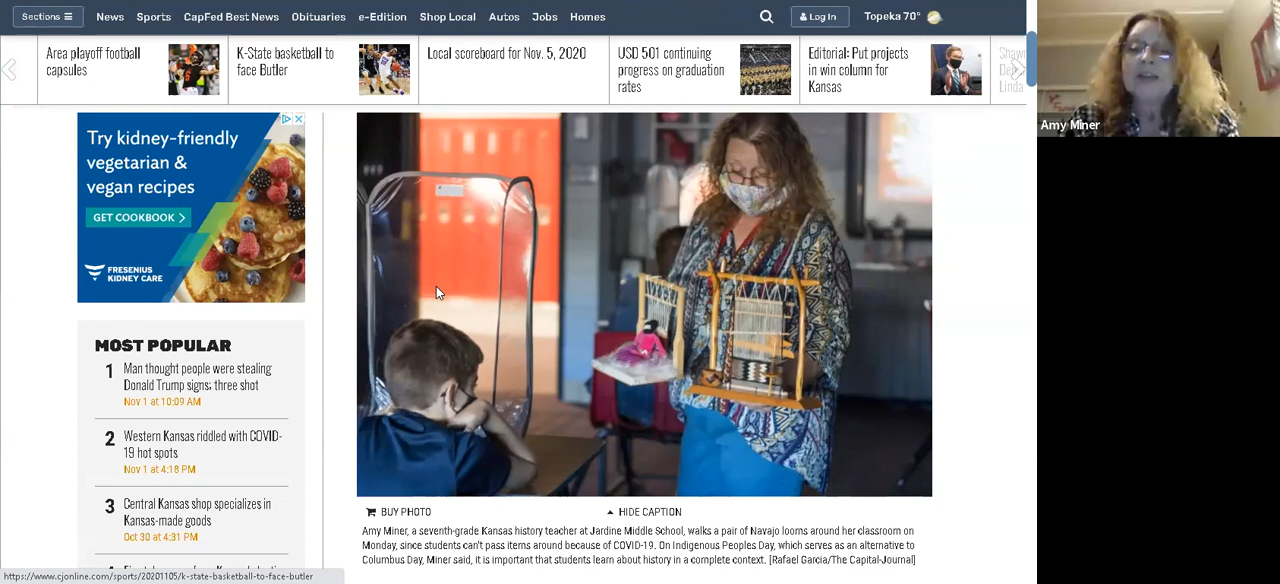 Sections ≡
News
Sports
CapFed Best News
Obituaries
e-Edition
Shop Local
Autos
Jobs
Homes
Log In
Topeka 70°
Area playoff football
capsules
K-State basketball to
face Butler
Local scoreboard for Nov. 5, 2020
USD 501 continuing
progress on graduation
rates
Editorial: Put projects
in win column for
Kansas
Linda
Amy Miner
Try kidney-friendly
vegetarian &
vegan recipes
GET COOKBOOK >
FRESENIUS
KIDNEY CARE
MOST POPULAR
1 Man thought people were stealing
Donald Trump signs; three shot
Nov 1 at 10:09 AM
2 Western Kansas riddled with COVID-
19 hot spots
Nov 1 at 4:18 PM
3 Central Kansas shop specializes in
Kansas-made goods
Oct 30 at 4:31 PM
BUY PHOTO
HIDE CAPTION
Amy Miner, a seventh-grade Kansas history teacher at Jardine Middle School, walks a pair of Navajo looms around her classroom on
Monday, since students can't pass items around because of COVID-19. On Indigenous Peoples Day, which serves as an alternative to
Columbus Day, Miner said, it is important that students learn about history in a complete context. [Rafael Garcia/The Capital-Journal]
https://www.cjonline.com/sports/20201105/k-state-basketball-to-face-butler